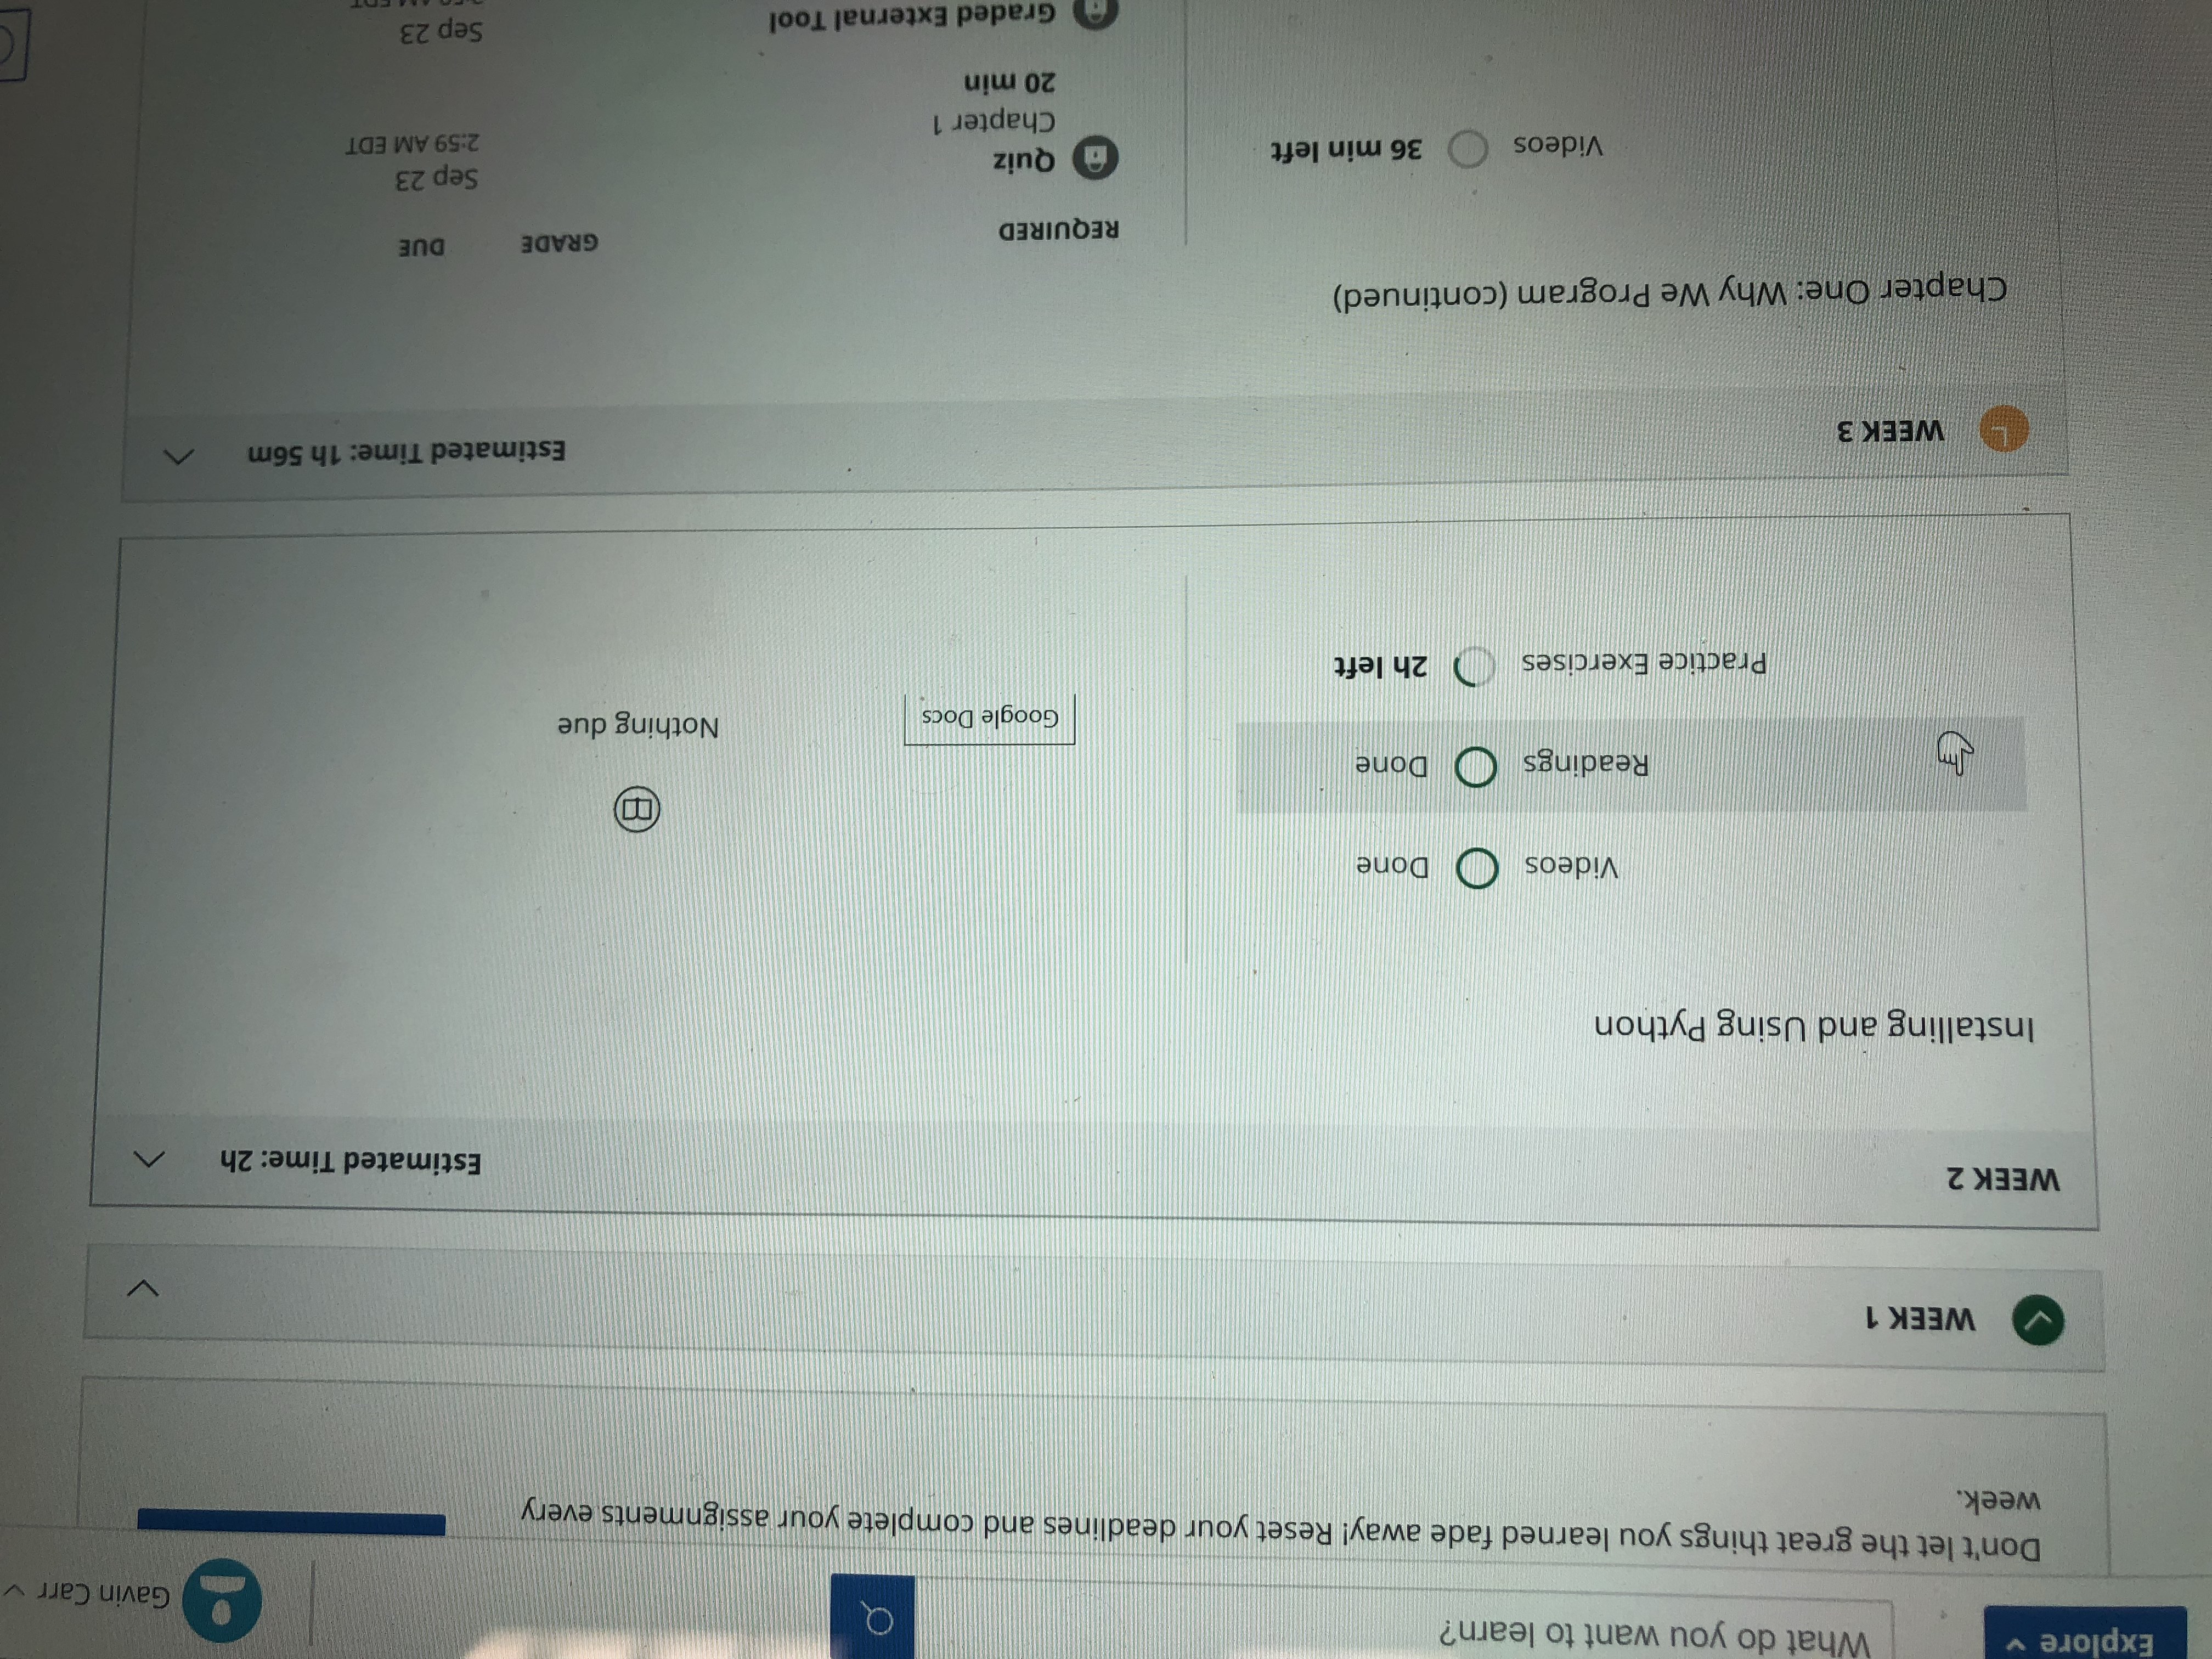 Explore
What do you want to learn?
Gavin Carr
Don't let the great things you learned fade away! Reset your deadlines and complete your assignments every
week.
WEEK 1
WEEK 2
Estimated Time: 2h
Installing and Using Python
Videos Done
Readings Done
Practice Exercises 2h left
Google Docs
Nothing due
WEEK 3
Estimated Time: 1h 56m
Chapter One: Why We Program (continued)
Videos 36 min left
REQUIRED GRADE DUE
Quiz
Chapter 1
20 min
Sep 23
2:59 AM EDT
Graded External Tool
Sep 23